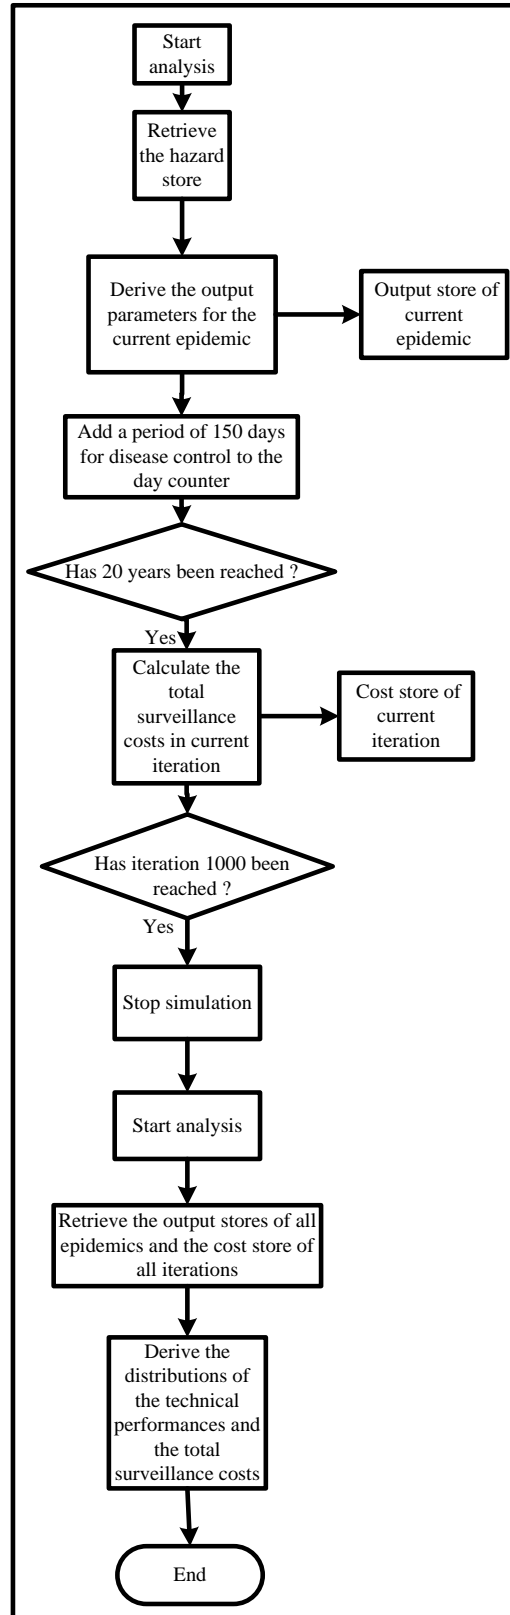 Start
analysis
Retrieve
the hazard
store
Derive the output
parameters for the
current epidemic
Output store of
current
epidemic
Add a period of 150 days
for disease control to the
day counter
Has 20 years been reached ?
Yes
Calculate the
total
surveillance
costs in current
iteration
Cost store of
current
iteration
Has iteration 1000 been
reached ?
Yes
Stop simulation
Start analysis
Retrieve the output stores of all
epidemics and the cost store of
all iterations
Derive the
distributions of
the technical
performances and
the total
surveillance costs
End